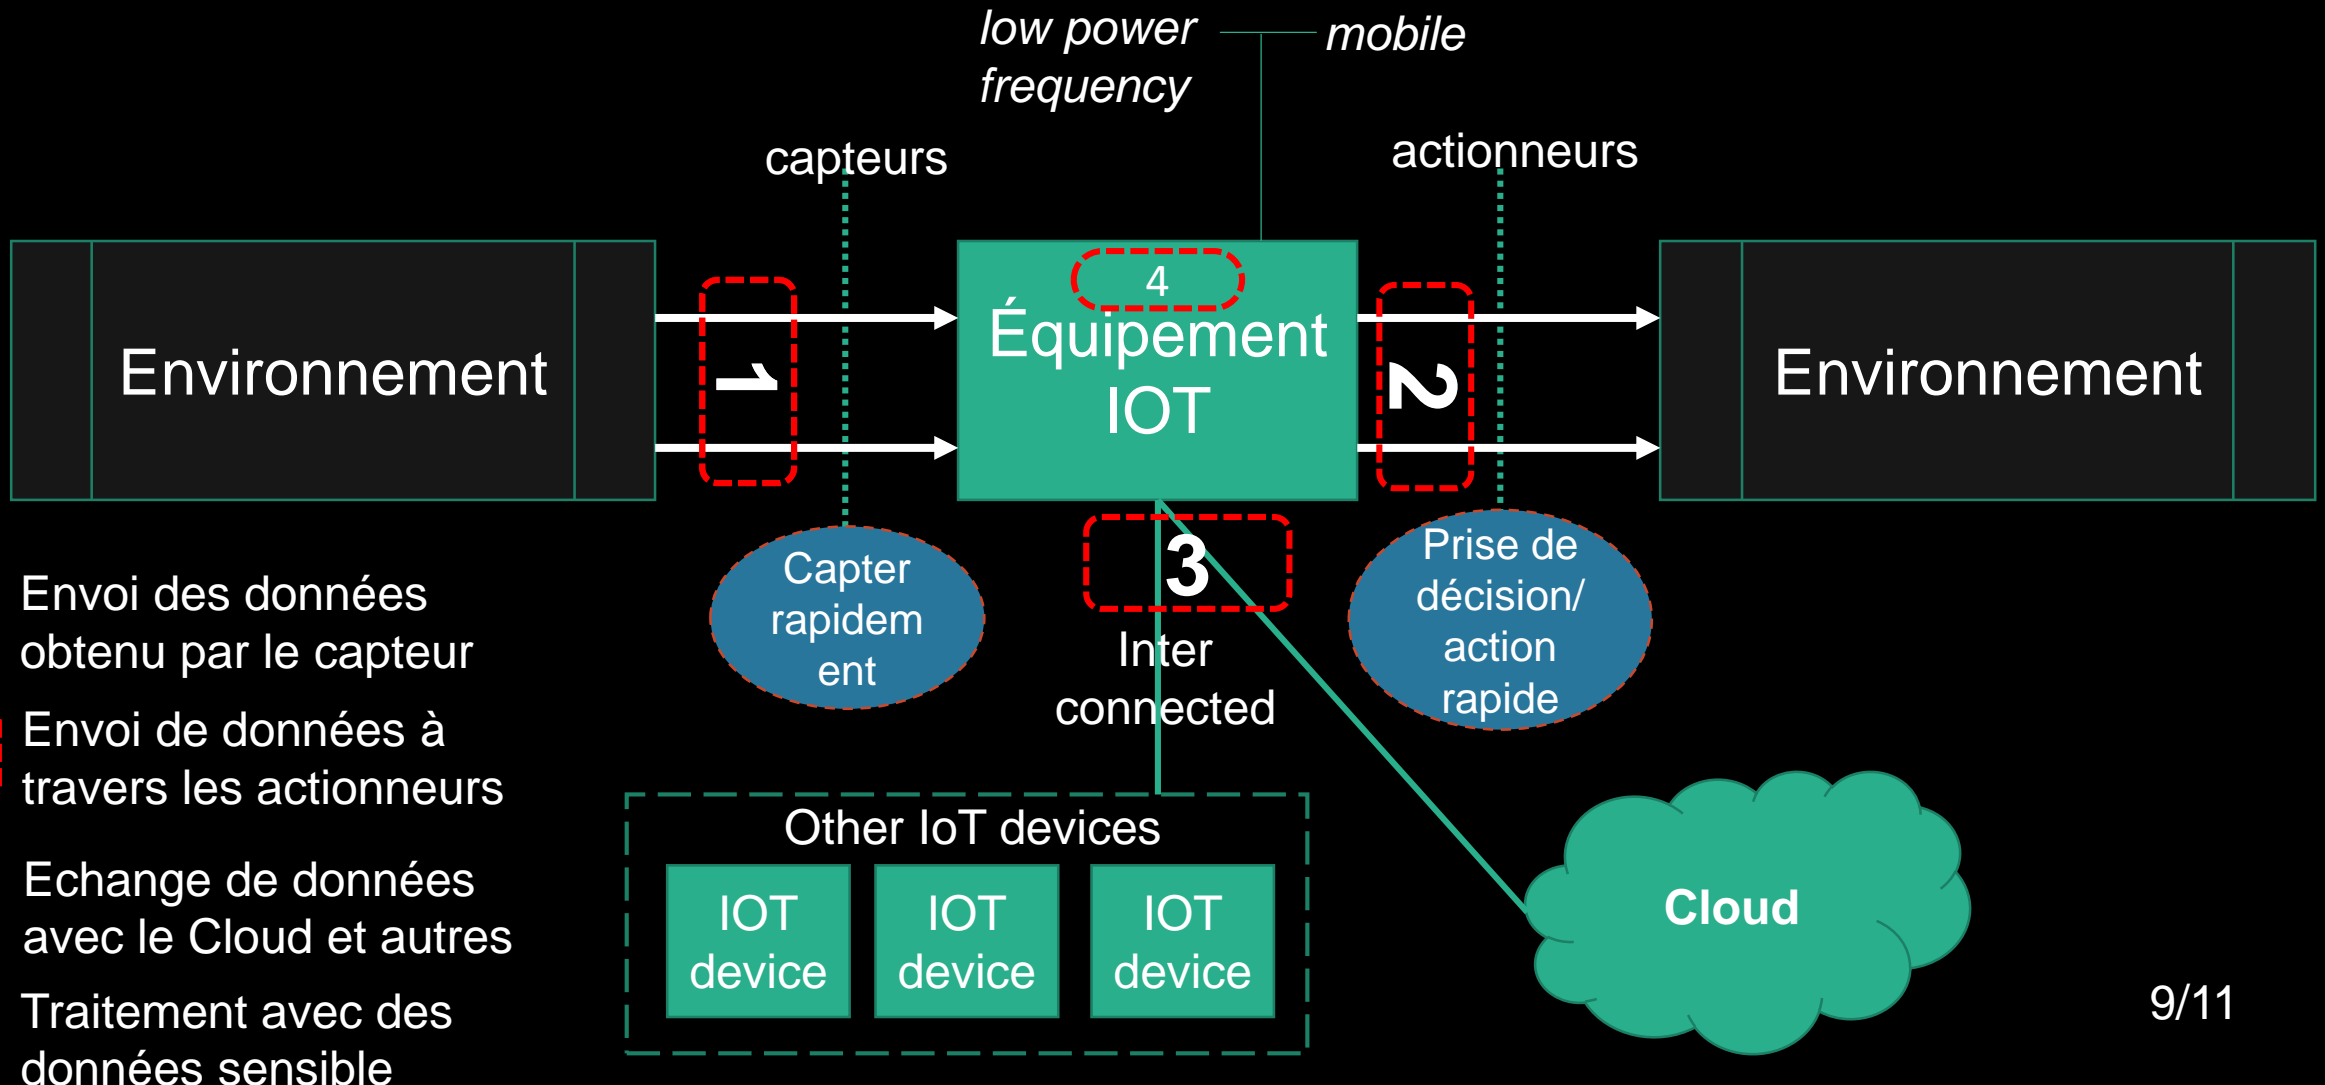 low power
frequency
mobile
capteurs
actionneurs
Environnement
1
4
Équipement
IOT
2
Environnement
Capter
rapidem
ent
3
Inter
connected
Prise de
décision/
action
rapide
Envoi des données
obtenu par le capteur
Envoi de données à
travers les actionneurs
Echange de données
avec le Cloud et autres
Traitement avec des
données sensible
Other IoT devices
IOT
device
IOT
device
IOT
device
Cloud
9/11